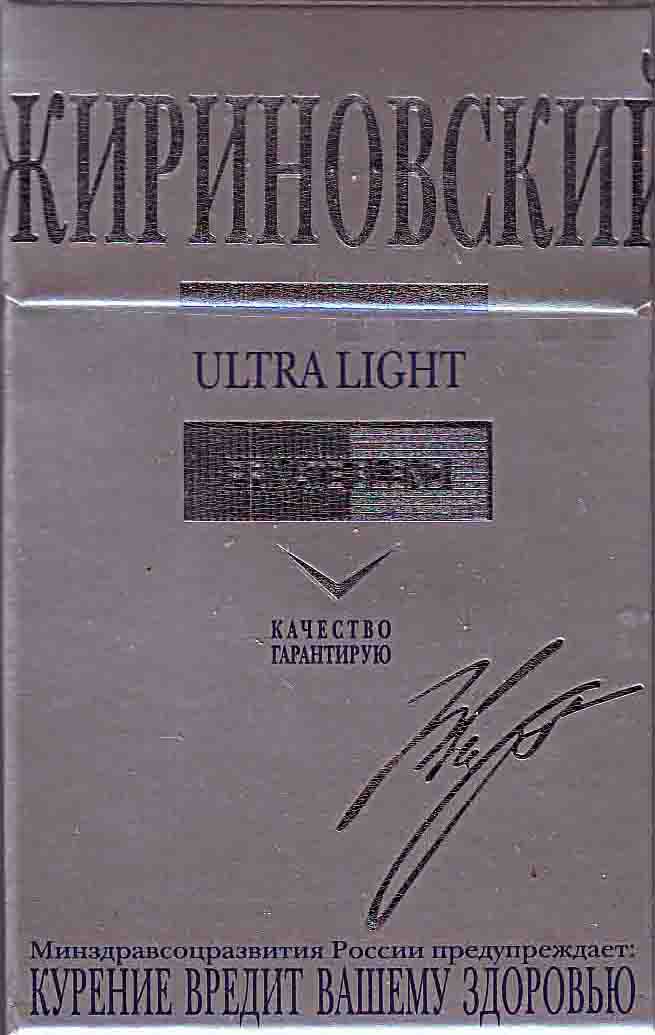 ЖИРИНОВСКИЙ
ULTRA LIGHT
КАЧЕСТВО
ГАРАНТИРУЮ
Минздравсоцразвития России предупреждает:
КУРЕНИЕ ВРЕДИТ ВАШЕМУ ЗДОРОВЬЮ